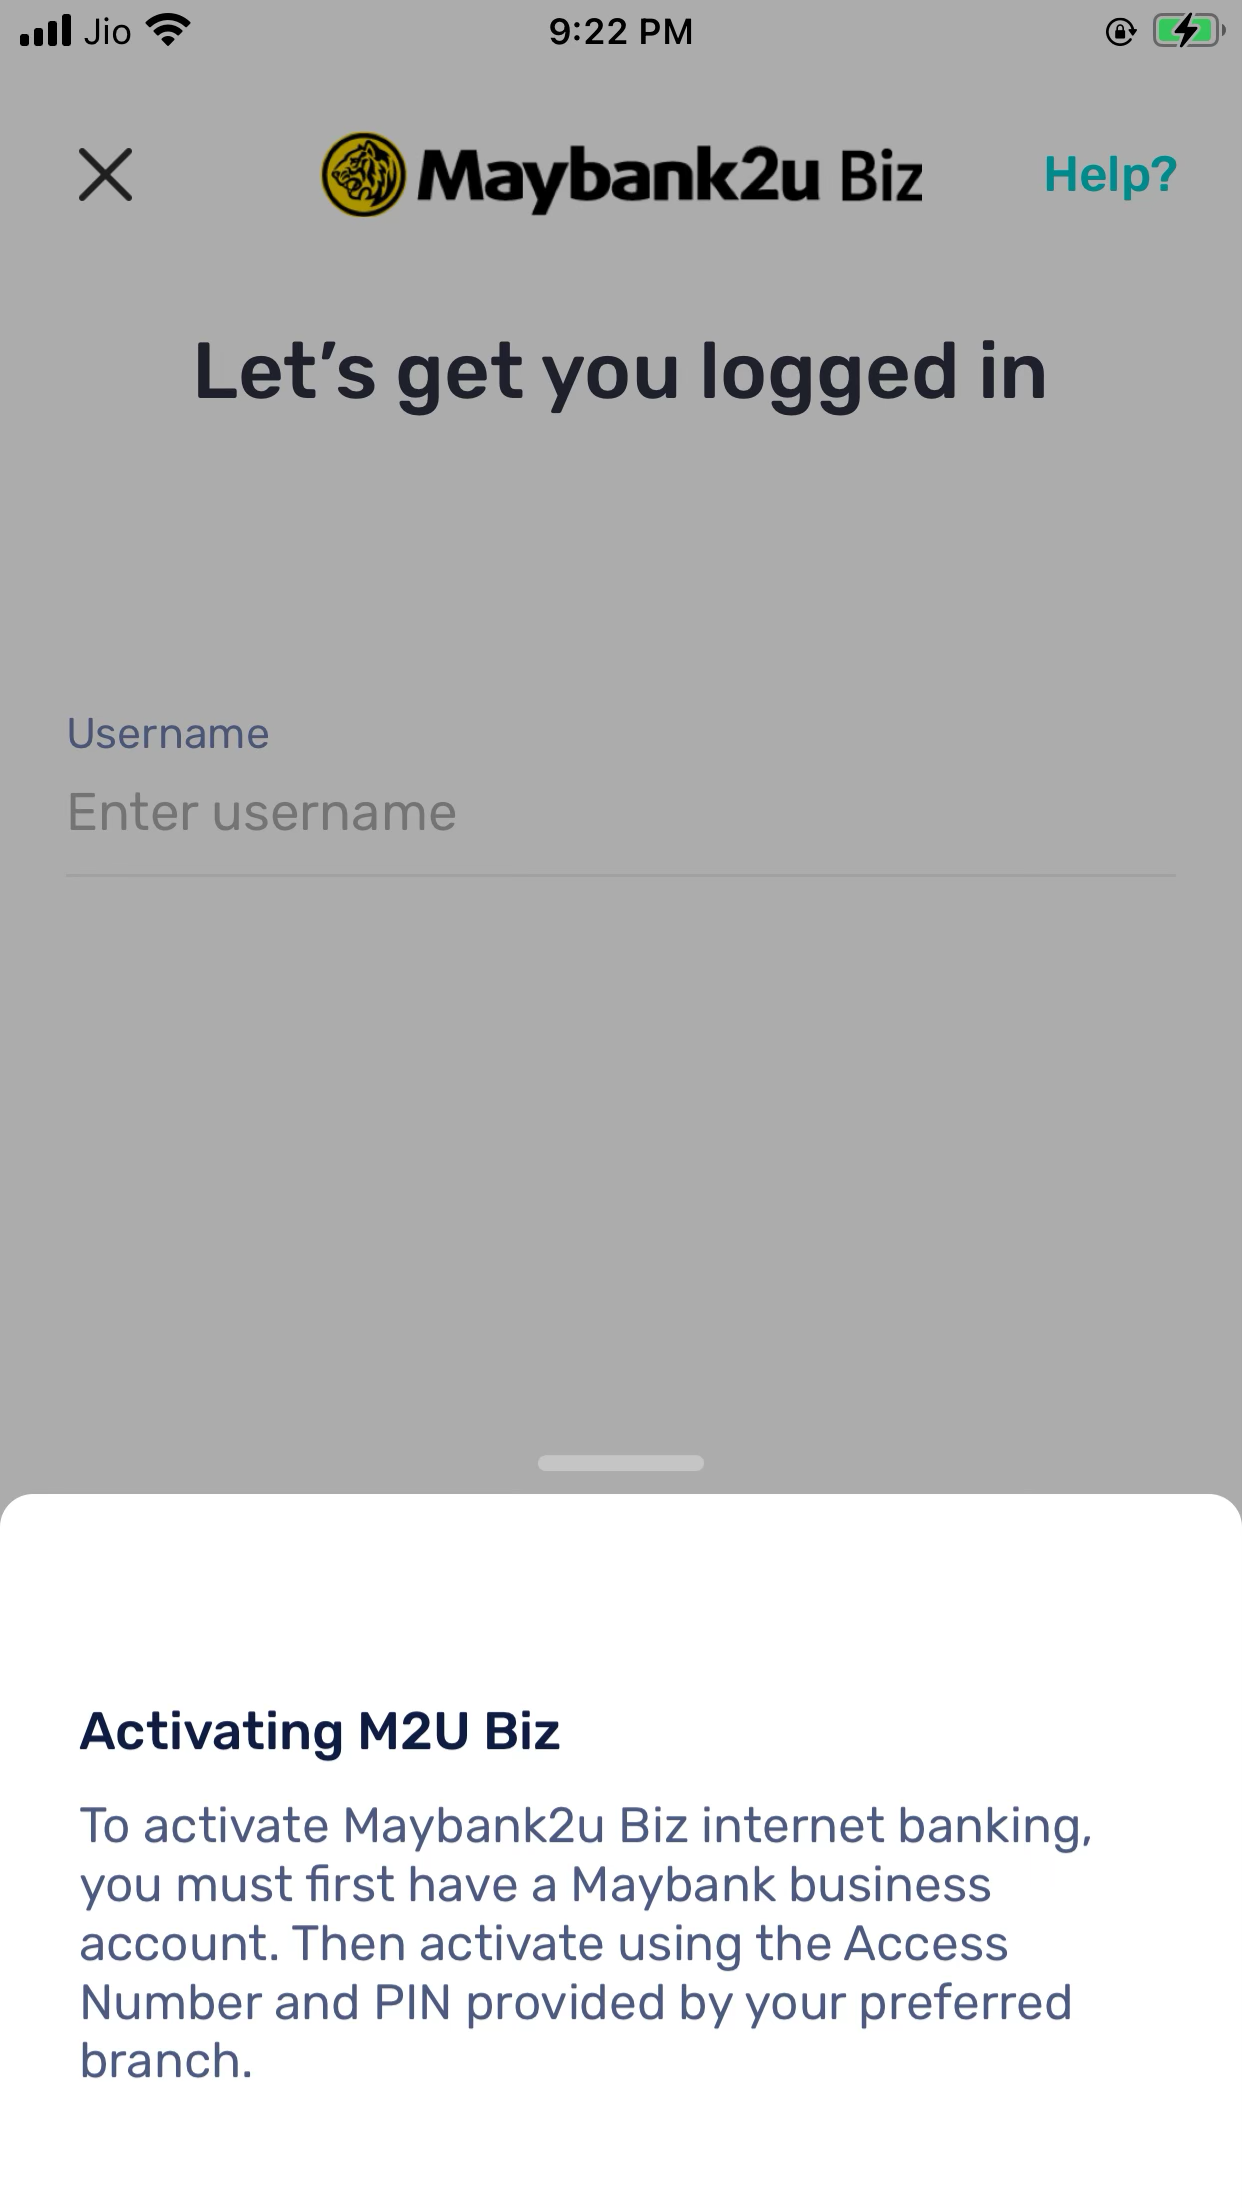 Jio 9:22 PM
Maybank2u Biz Help?
Let’s get you logged in
Username
Enter username
Activating M2U Biz
To activate Maybank2u Biz internet banking,
you must first have a Maybank business
account. Then activate using the Access
Number and PIN provided by your preferred
branch.